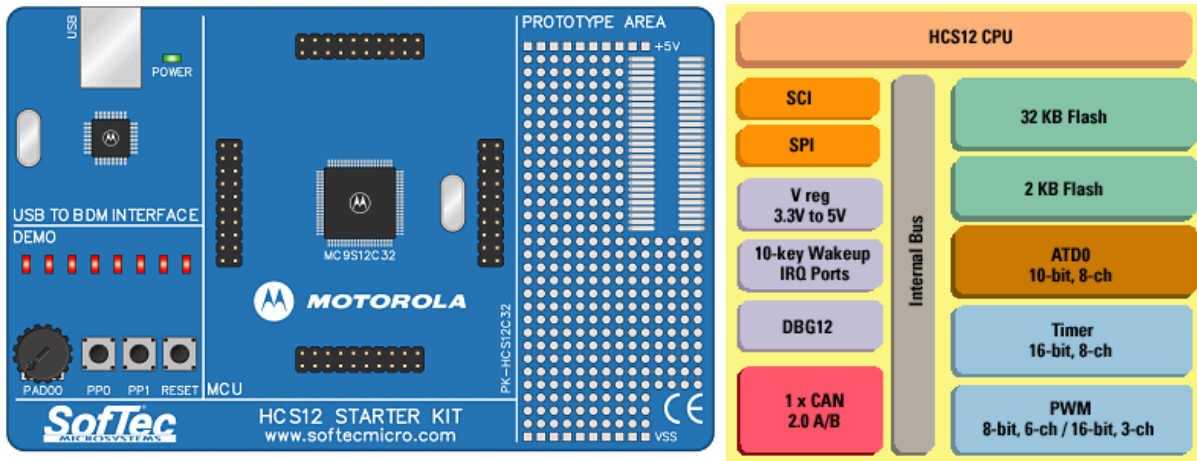 USB
POWER
USB TO BDM INTERFACE
DEMO
PAD00
PP0
PP1
RESET
MC9S12C32
MOTOROLA
MCU
PK-HCS12C32
PROTOTYPE AREA
+5V
VSS
CE
SofTec
MICROSYSTEMS
HCS12 STARTER KIT
www.softecmicro.com
HCS12 CPU
SCI
SPI
V reg
3.3V to 5V
10-key Wakeup
IRQ Ports
DBG12
1 x CAN
2.0 A/B
Internal Bus
32 KB Flash
2 KB Flash
ATD0
10-bit, 8-ch
Timer
16-bit, 8-ch
PWM
8-bit, 6-ch / 16-bit, 3-ch